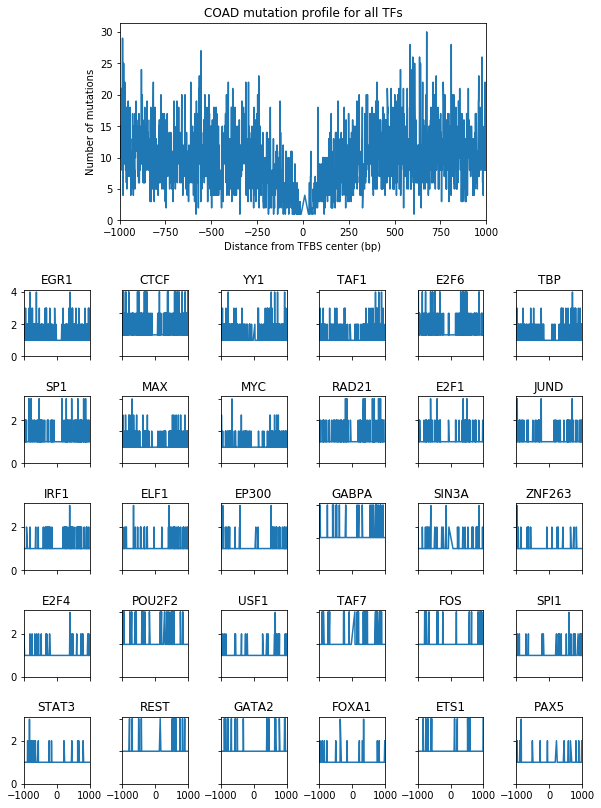 COAD mutation profile for all TFs
30
25
20
15
10
5
0
Number of mutations
−1000 −750 −500 −250 0 250 500 750 1000
Distance from TFBS center (bp)
EGR1 CTCF YY1 TAF1 E2F6 TBP
4
2
0
SP1 MAX MYC RAD21 E2F1 JUND
2
0
IRF1 ELF1 EP300 GABPA SIN3A ZNF263
2
0
E2F4 POU2F2 USF1 TAF7 FOS SPI1
2
0
STAT3 REST GATA2 FOXA1 ETS1 PAX5
2
0
−1000 0 1000 −1000 0 1000 −1000 0 1000 −1000 0 1000 −1000 0 1000 −1000 0 1000